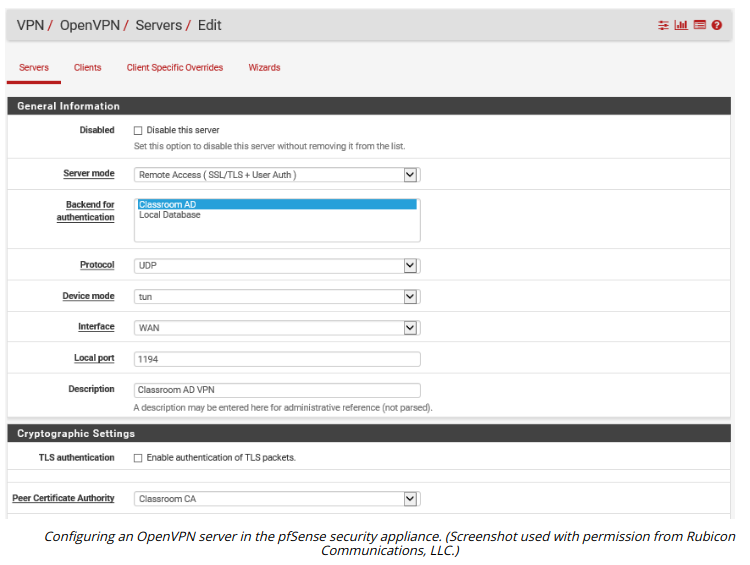 VPN / OpenVPN / Servers / Edit
Servers
Clients
Client Specific Overrides
Wizards
General Information
Disabled
Disable this server
Set this option to disable this server without removing it from the list.
Server mode
Remote Access ( SSL/TLS + User Auth )
Backend for
authentication
Classroom AD
Local Database
Protocol
UDP
Device mode
tun
Interface
WAN
Local port
1194
Description
Classroom AD VPN
A description may be entered here for administrative reference (not parsed).
Cryptographic Settings
TLS authentication
Enable authentication of TLS packets.
Peer Certificate Authority
Classroom CA
Configuring an OpenVPN server in the pfSense security appliance. (Screenshot used with permission from Rubicon
Communications, LLC.)